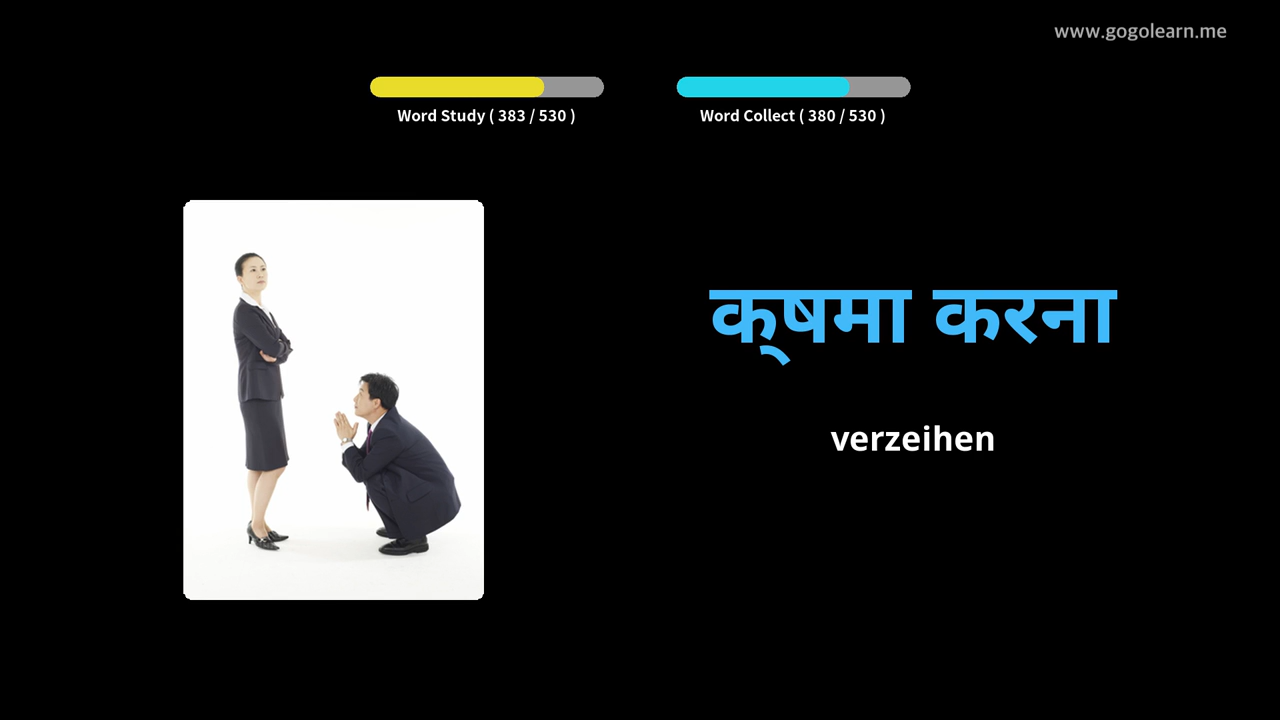 www.gogolearn.me
Word Study ( 383 / 530 )
Word Collect ( 380 / 530 )
क्षमा करना
verzeihen